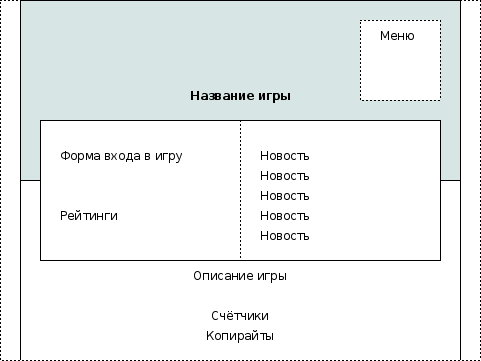 Меню
Название игры
Форма входа в игру
Рейтинги
Новость
Новость
Новость
Новость
Новость
Описание игры
Счётчики
Копирайты